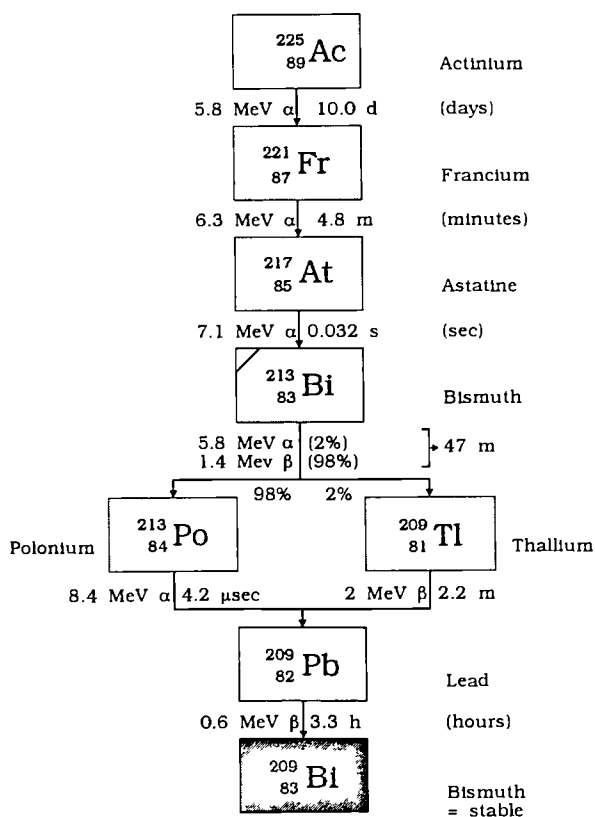 225
89 Ac
Actinium
5.8 MeV α 10.0 d (days)
221
87 Fr
Francium
6.3 MeV α 4.8 m (minutes)
217
85 At
Astatine
7.1 MeV α 0.032 s (sec)
213
83 Bi
Bismuth
5.8 MeV α (2%)
1.4 Mev β (98%)
47 m
98% 2%
213
84 Po
Polonium
209
81 Tl
Thallium
8.4 MeV α 4.2 μsec
2 MeV β 2.2 m
209
82 Pb
Lead
0.6 MeV β 3.3 h (hours)
209
83 Bi
Bismuth
= stable